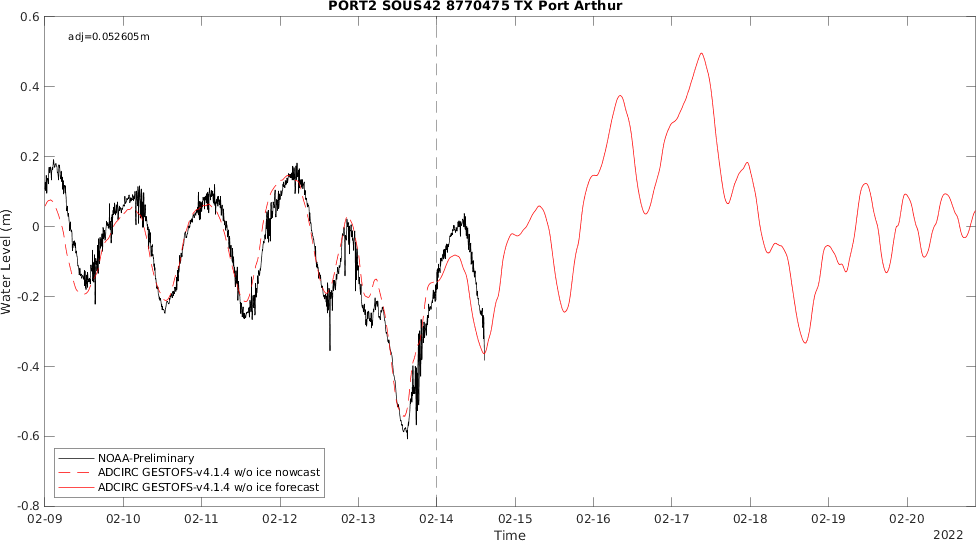 PORT2 SOUS42 8770475 TX Port Arthur
adj=0.052605m
0.6
0.4
0.2
0
-0.2
-0.4
-0.6
-0.8
Water Level (m)
NOAA-Preliminary
ADCIRC GESTOFS-v4.1.4 w/o ice nowcast
ADCIRC GESTOFS-v4.1.4 w/o ice forecast
02-09 02-10 02-11 02-12 02-13 02-14 02-15 02-16 02-17 02-18 02-19 02-20
Time
2022